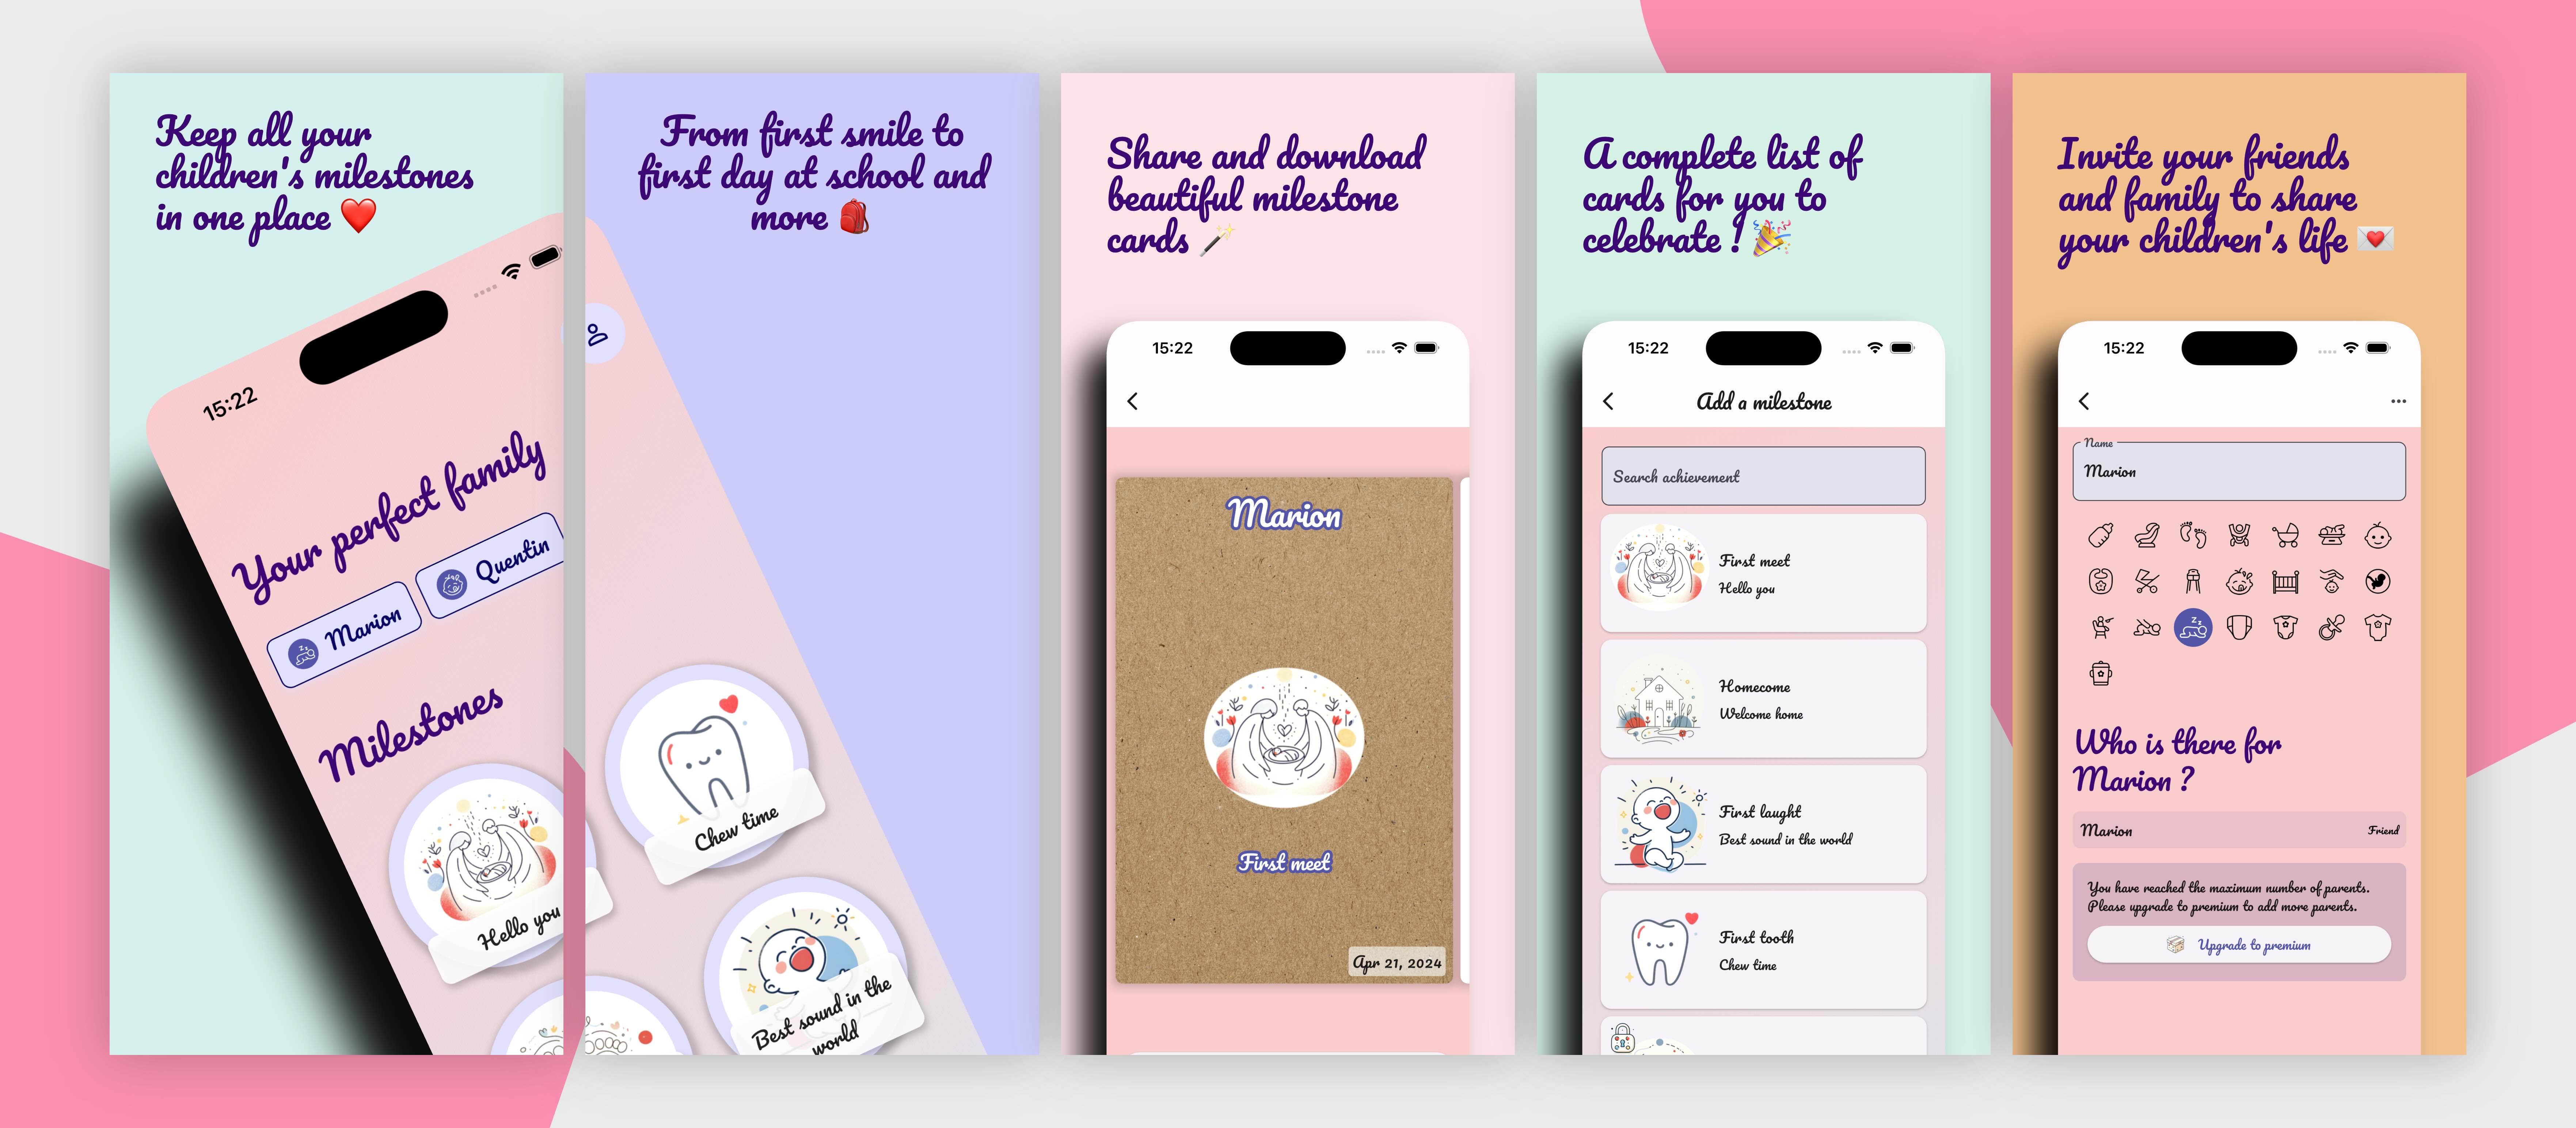 Keep all your
children's milestones
in one place ❤️
15:22
Your perfect family
Marion
Quentin
Milestones
Hello you
From first smile to
first day at school and
more 🎒
Chew time
Best sound in the
world
Share and download
beautiful milestone
cards 🪄
15:22
Marion
First meet
Apr 21, 2024
A complete list of
cards for you to
celebrate ! 🎉
15:22
Add a milestone
Search achievement
First meet
Hello you
Homecome
Welcome home
First laught
Best sound in the world
First tooth
Chew time
Invite your friends
and family to share
your children's life 💌
15:22
Name
Marion
Who is there for
Marion ?
Marion
Friend
You have reached the maximum number of parents.
Please upgrade to premium to add more parents.
Upgrade to premium